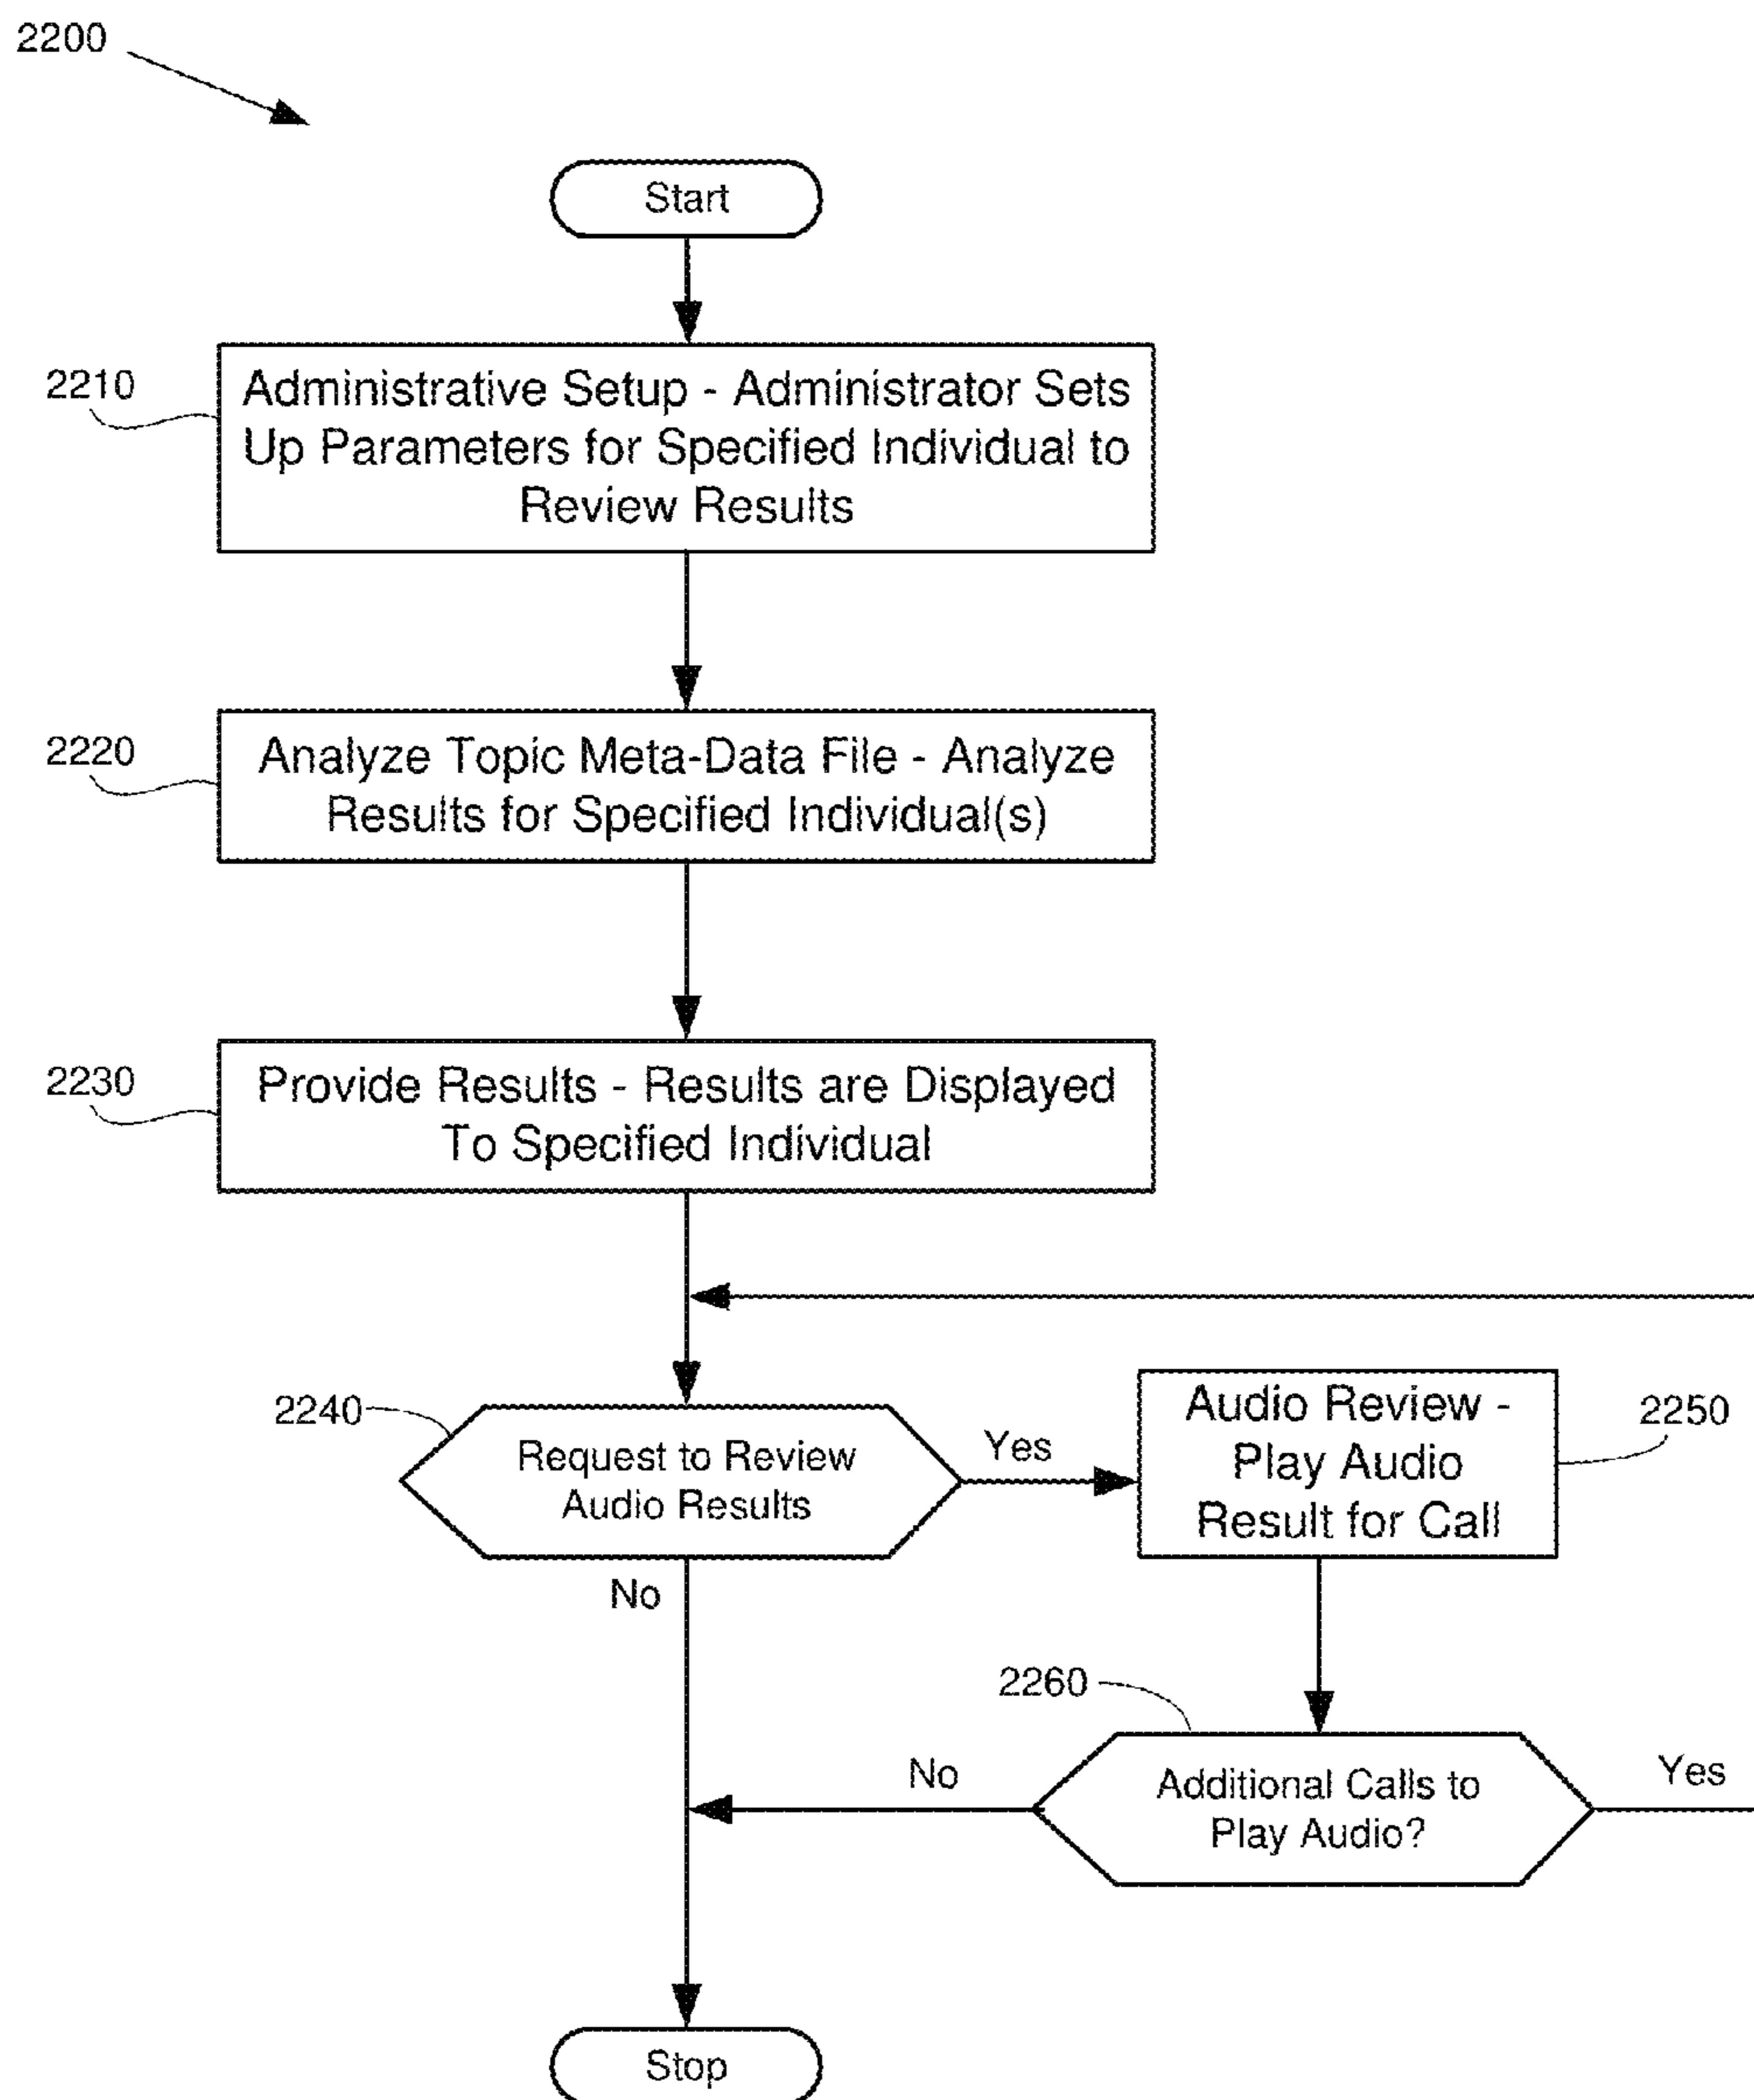 2200
Start
2210
Administrative Setup - Administrator Sets
Up Parameters for Specified Individual to
Review Results
2220
Analyze Topic Meta-Data File - Analyze
Results for Specified Individual(s)
2230
Provide Results - Results are Displayed
To Specified Individual
2240
Request to Review
Audio Results
Yes
No
Audio Review -
Play Audio
Result for Call
2250
2260
Additional Calls to
Play Audio?
No
Yes
Stop